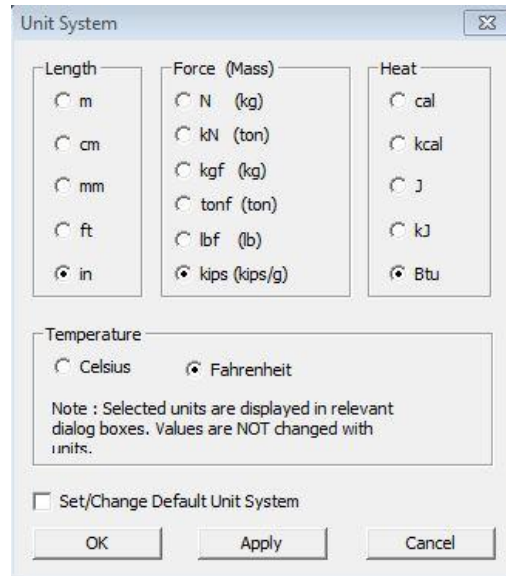 Unit System
Length
m
cm
mm
ft
in
Force (Mass)
N (kg)
kN (ton)
kgf (kg)
tonf (ton)
lbf (lb)
kips (kips/g)
Heat
cal
kcal
J
kJ
Btu
Temperature
Celsius Fahrenheit
Note : Selected units are displayed in relevant
dialog boxes. Values are NOT changed with
units.
Set/Change Default Unit System
OK Apply Cancel